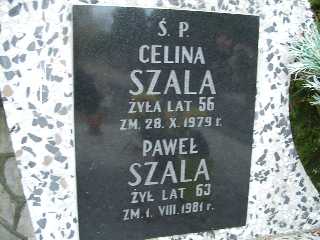 Ś. P.
CELINA
SZALA
ŻYŁA LAT 56
ZM. 28. X. 1979 r.
PAWEŁ
SZALA
ŻYŁ LAT 63
ZM. 1. VIII. 1981 r.